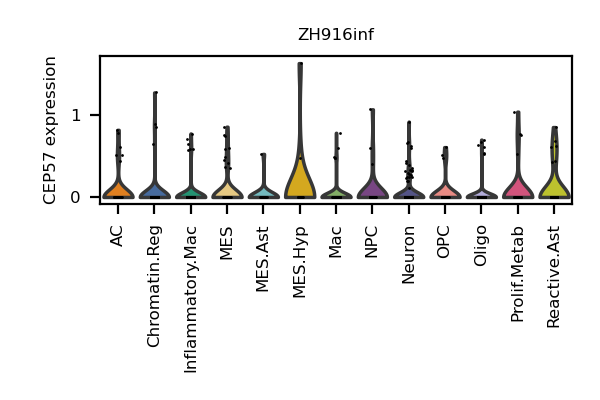 ZH916inf
CEP57 expression
1
0
AC
Chromatin.Reg
Inflammatory.Mac
MES
MES.Ast
MES.Hyp
Mac
NPC
Neuron
OPC
Oligo
Prolif.Metab
Reactive.Ast